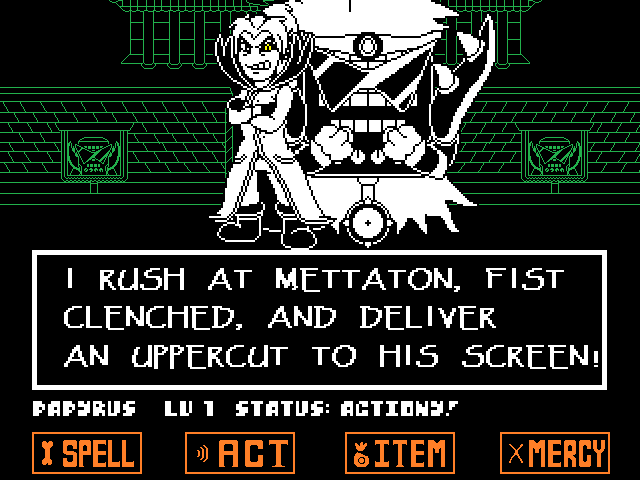 I RUSH AT METTATON, FIST
CLENCHED, AND DELIVER
AN UPPERCUT TO HIS SCREEN!
PAPYRUS LV 1 STATUS: ACTIONY!
SPELL ACT ITEM MERCY